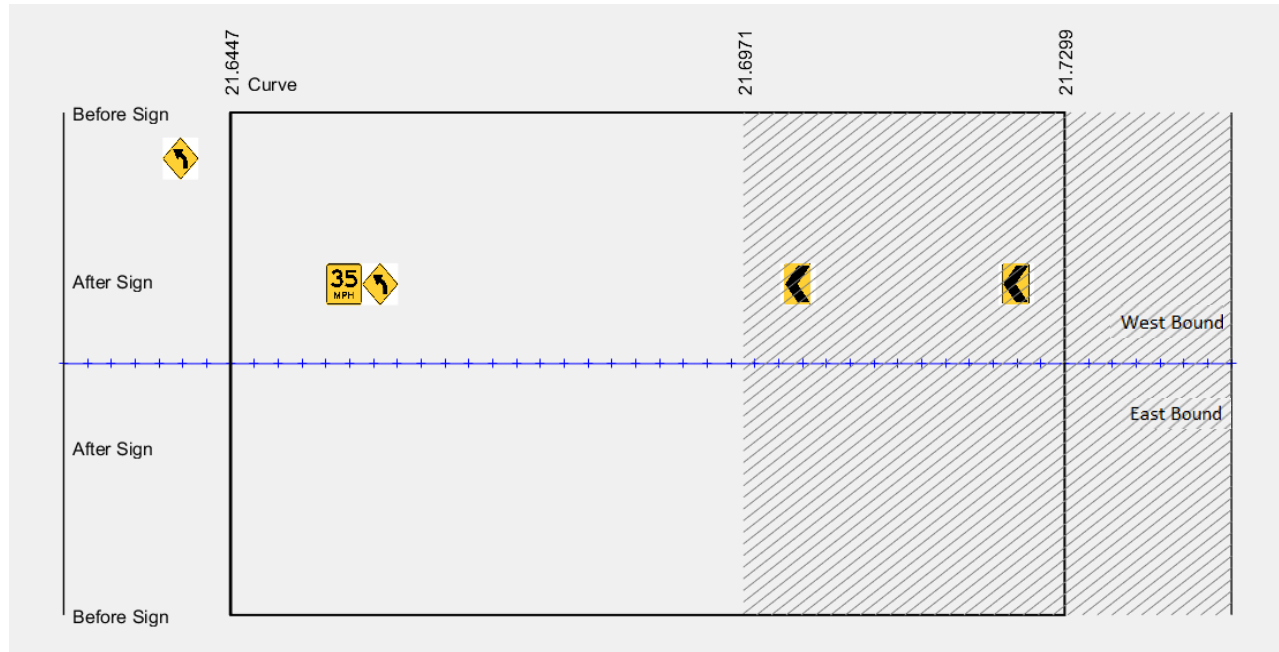 21.6447
21.6971
21.7299
Curve
Before Sign
After Sign
35
MPH
West Bound
East Bound
After Sign
Before Sign